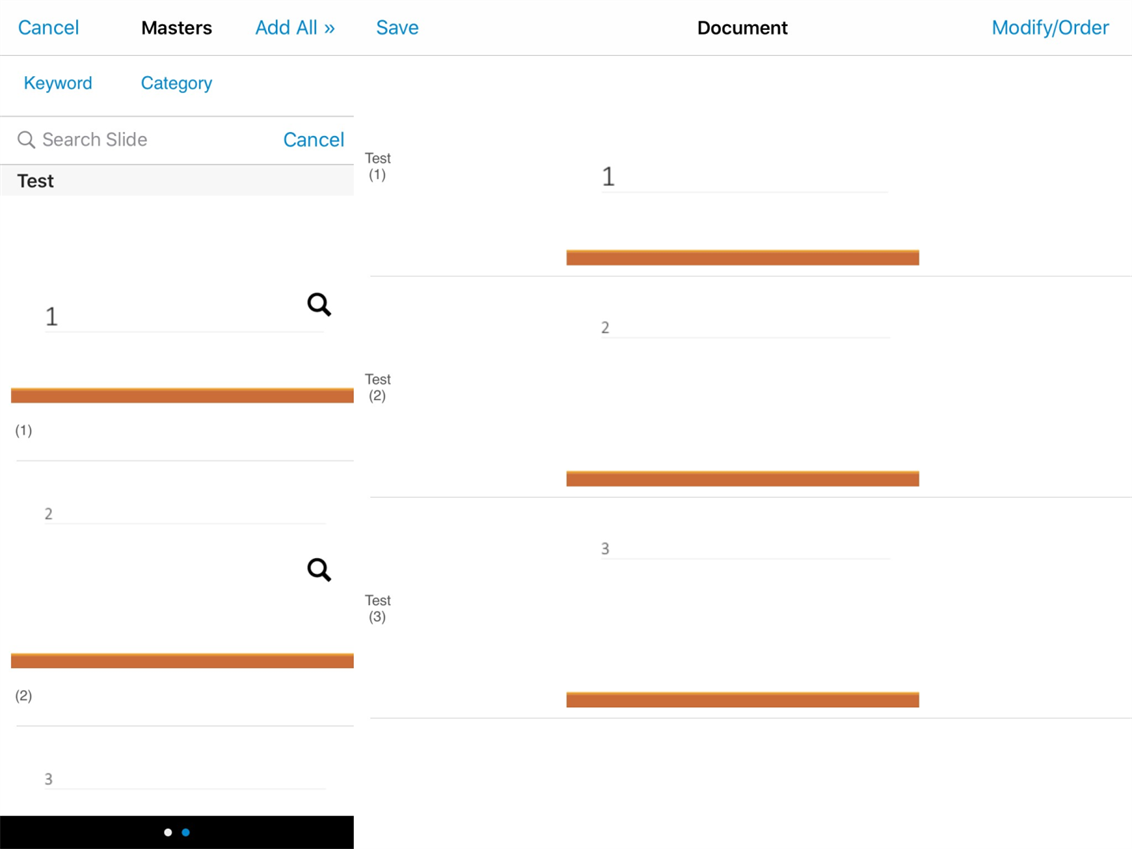 Cancel Masters Add All » Save Document Modify/Order
Keyword Category
Search Slide Cancel
Test
1
(1)
2
(2)
3
Test
(1)
1
Test
(2)
2
Test
(3)
3